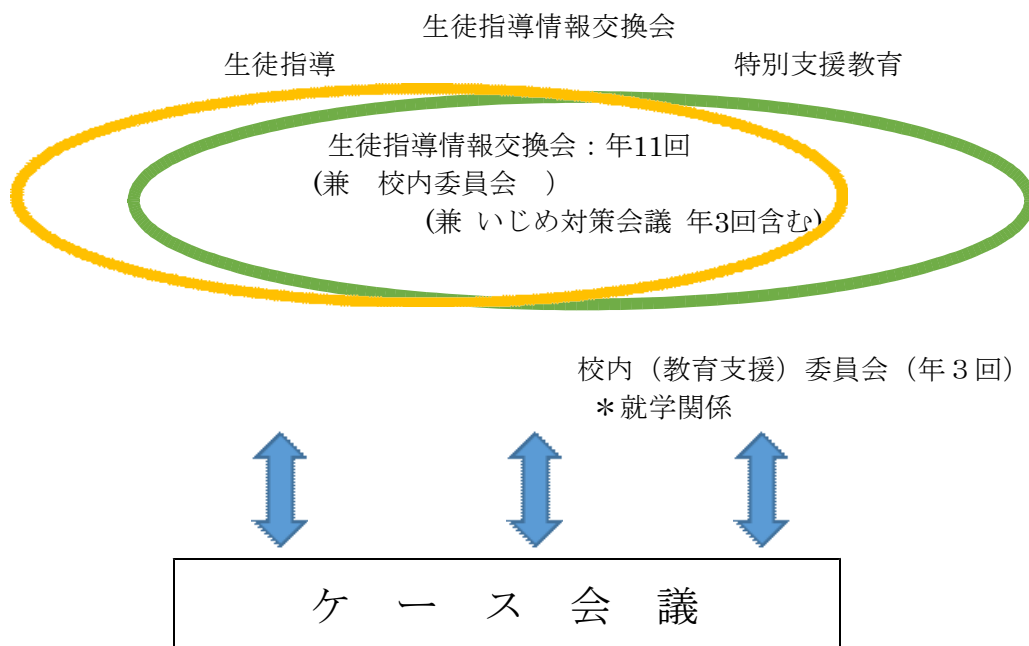 生徒指導情報交換会
生徒指導
特別支援教育
生徒指導情報交換会：年11回
(兼　校内委員会　）
(兼 いじめ対策会議 年3回含む)
校内（教育支援）委員会（年３回）
＊就学関係
ケ ー ス 会 議